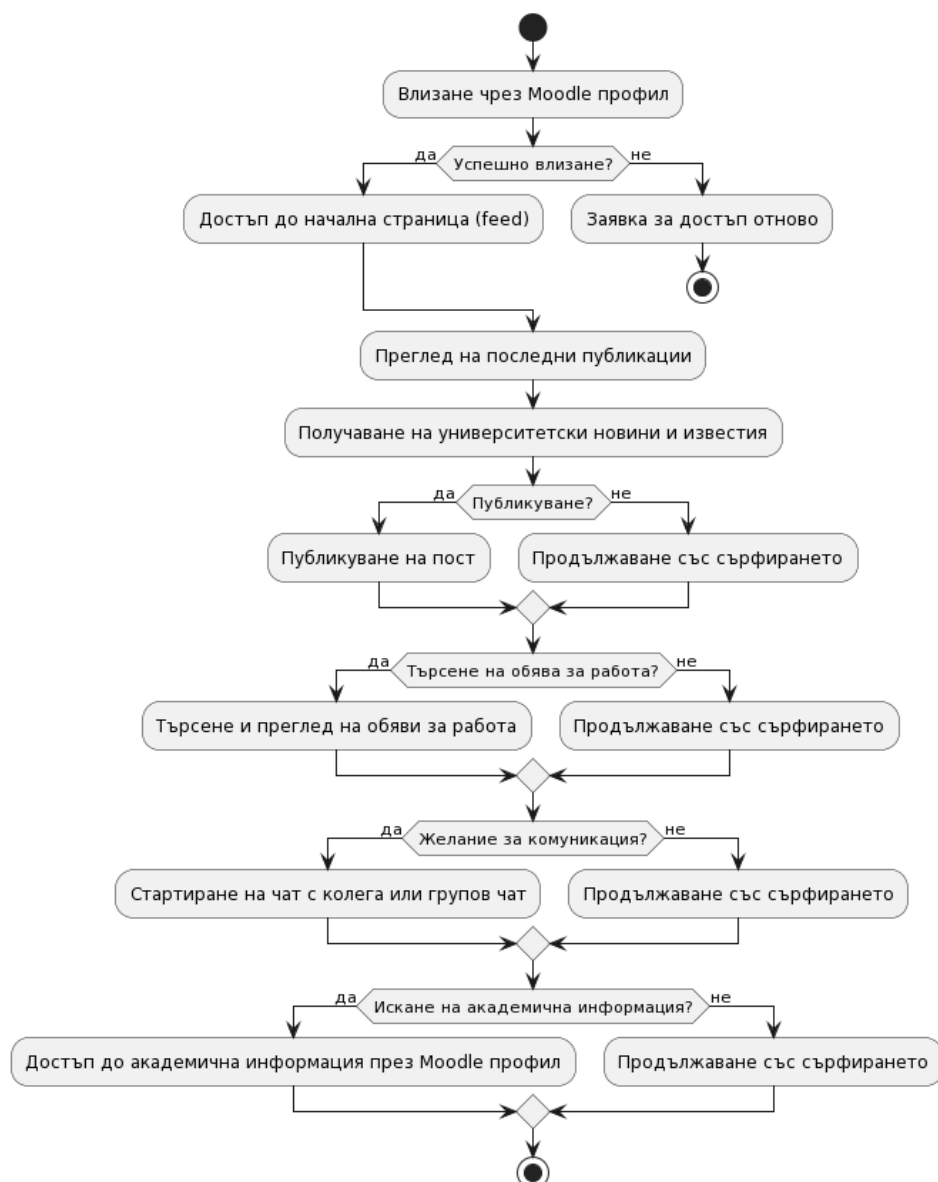 Влизане чрез Moodle профил
да
Успешно влизане?
не
Достъп до начална страница (feed)
Заявка за достъп отново
Преглед на последни публикации
Получаване на университетски новини и известия
да
Публикуване?
не
Публикуване на пост
Продължаване със сърфирането
да
Търсене на обява за работа?
не
Търсене и преглед на обяви за работа
Продължаване със сърфирането
да
Желание за комуникация?
не
Стартиране на чат с колега или групов чат
Продължаване със сърфирането
да
Искане на академична информация?
не
Достъп до академична информация през Moodle профил
Продължаване със сърфирането